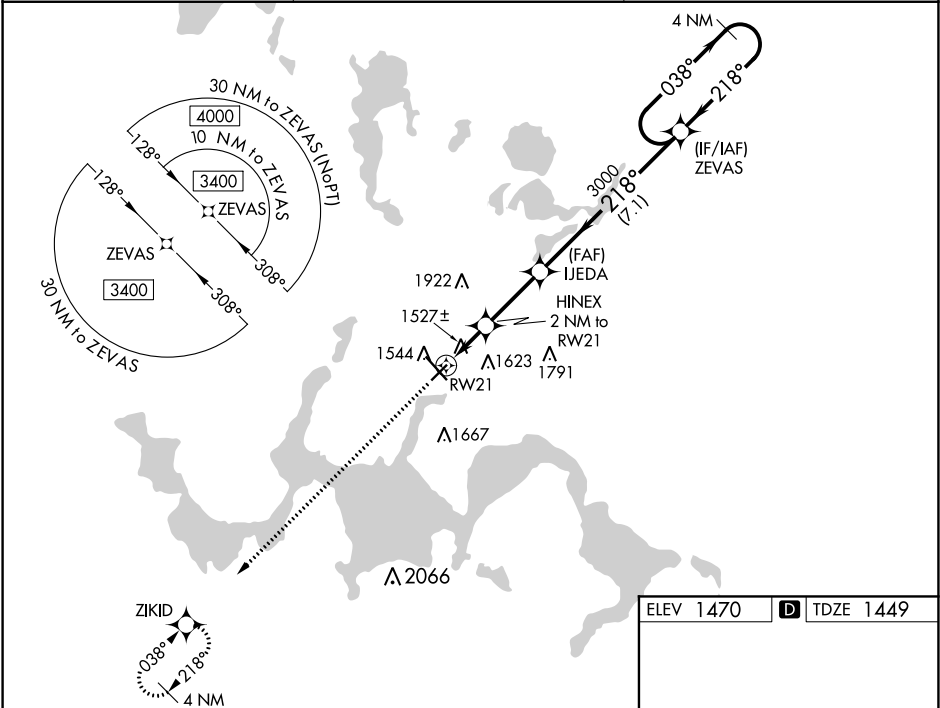 4 NM
038°
218°
(IF/IAF)
ZEVAS
30 NM to ZEVAS (NoPT)
4000
10 NM to ZEVAS
3400
128°
ZEVAS
308°
128°
ZEVAS
3400
308°
30 NM to ZEVAS
3000
218°
(7.1)
(FAF)
IJEDA
1922
HINEX
2 NM to
RW21
1527±
1544
1623
1791
RW21
1667
2066
ZIKID
038°
218°
4 NM
ELEV 1470 D TDZE 1449